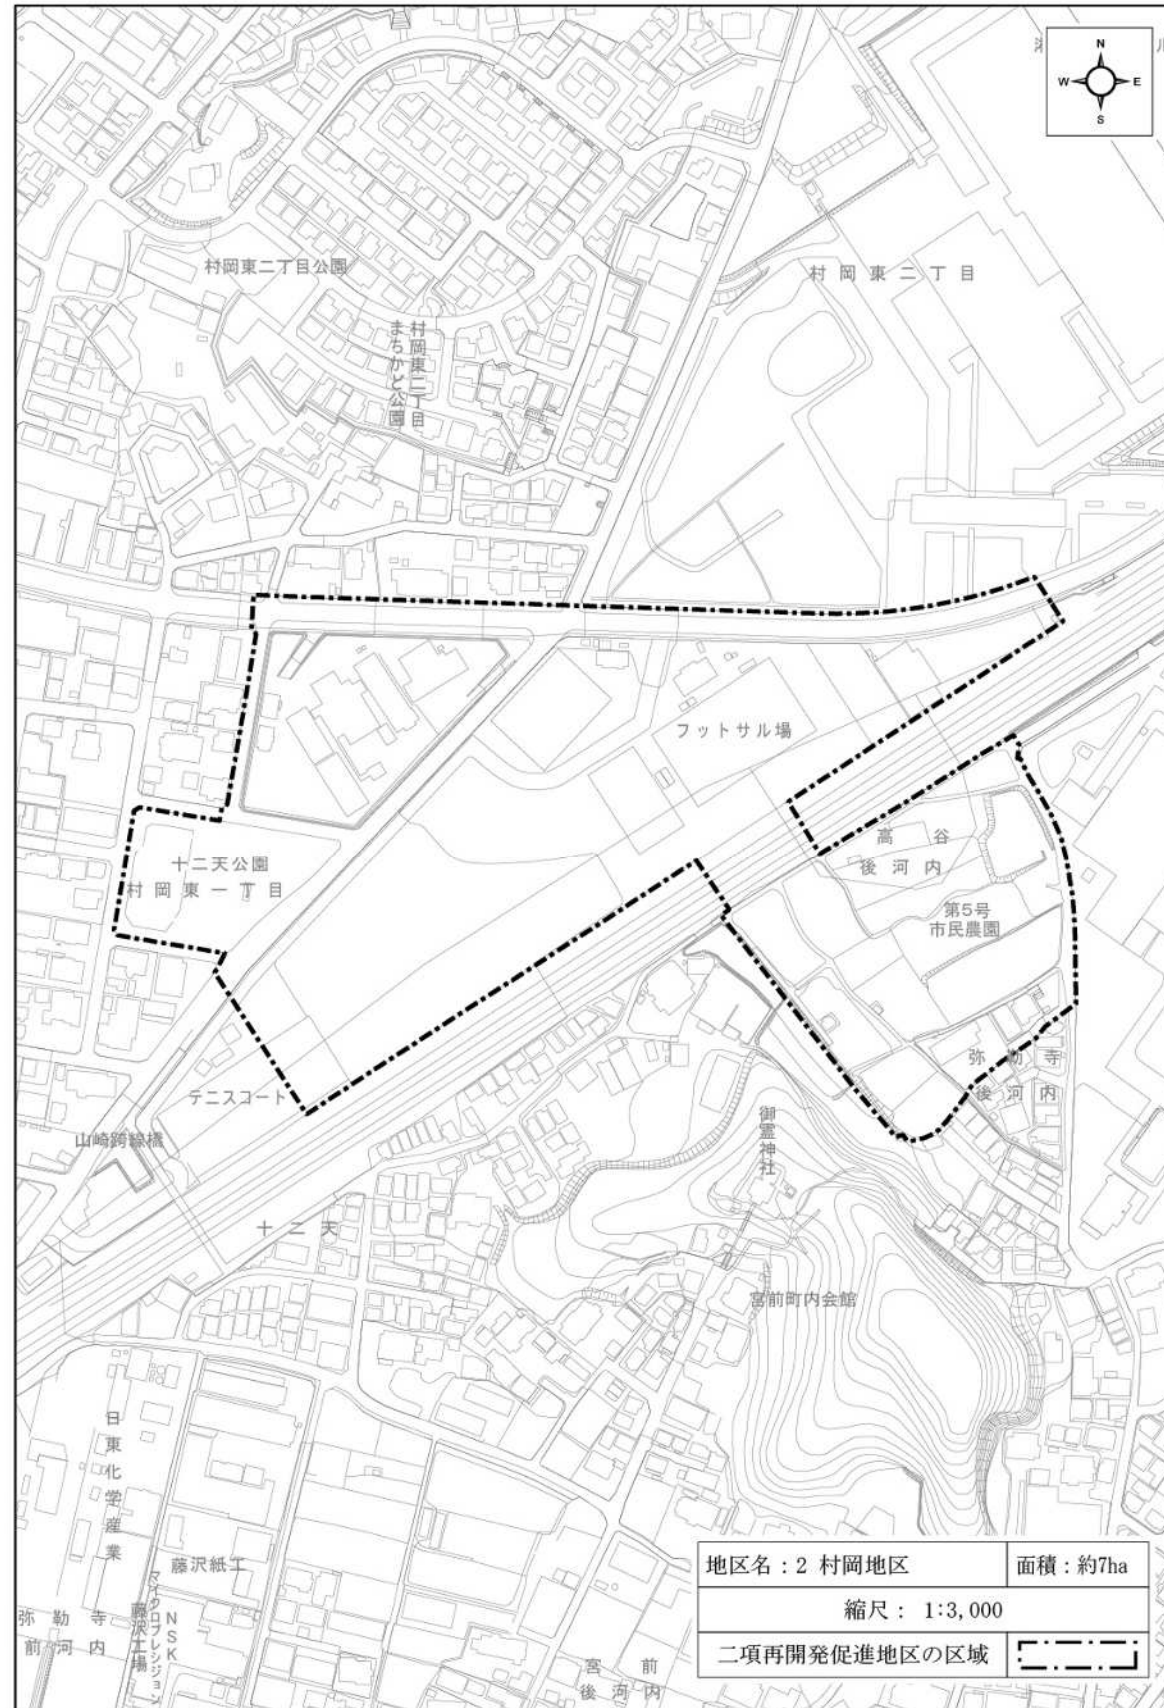 N
W
E
S
川
村岡東二丁目公園
村岡東二丁目
村岡東二丁目
まちかど公園
フットサル場
高谷
後河内
十二天公園
村岡東一丁目
第5号
市民農園
弥勒寺
後河内
テニスコート
御霊神社
山崎跨線橋
十二天
宮前町内会館
日東化学産業
藤沢紙工
NSK
マイクロプレシジョン
藤沢工場
弥勒寺
前河内
宮前
後河内
地区名:2 村岡地区
面積:約7ha
縮尺: 1:3,000
二項再開発促進地区の区域